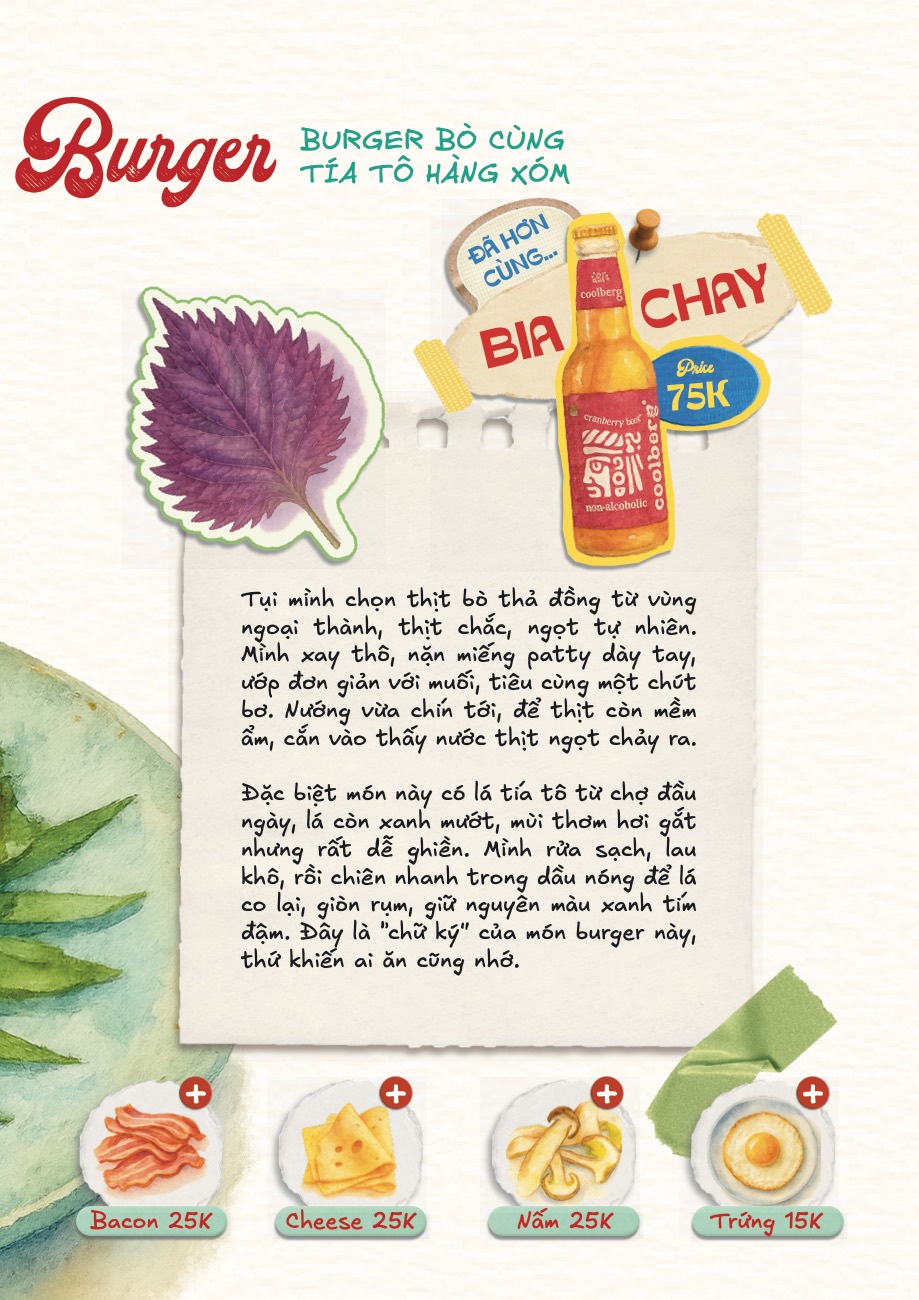 Burger
BURGER BÒ CÙNG
TÍA TÔ HÀNG XÓM
ĐÃ HƠN
CÙNG...
BIA CHAY
Price
75K
coolberg
cranberry beer
coolberg
non-alcoholic
Tụi mình chọn thịt bò thả đồng từ vùng
ngoại thành, thịt chắc, ngọt tự nhiên.
Mình xay thô, nặn miếng patty dày tay,
ướp đơn giản với muối, tiêu cùng một chút
bơ. Nướng vừa chín tới, để thịt còn mềm
ẩm, cắn vào thấy nước thịt ngọt chảy ra.
Đặc biệt món này có lá tía tô từ chợ đầu
ngày, lá còn xanh mướt, mùi thơm hơi gắt
nhưng rất dễ ghiền. Mình rửa sạch, lau
khô, rồi chiên nhanh trong dầu nóng để lá
co lại, giòn rụm, giữ nguyên màu xanh tím
đậm. Đây là "chữ ký" của món burger này,
thứ khiến ai ăn cũng nhớ.
Bacon 25K
Cheese 25K
Nấm 25K
Trứng 15K